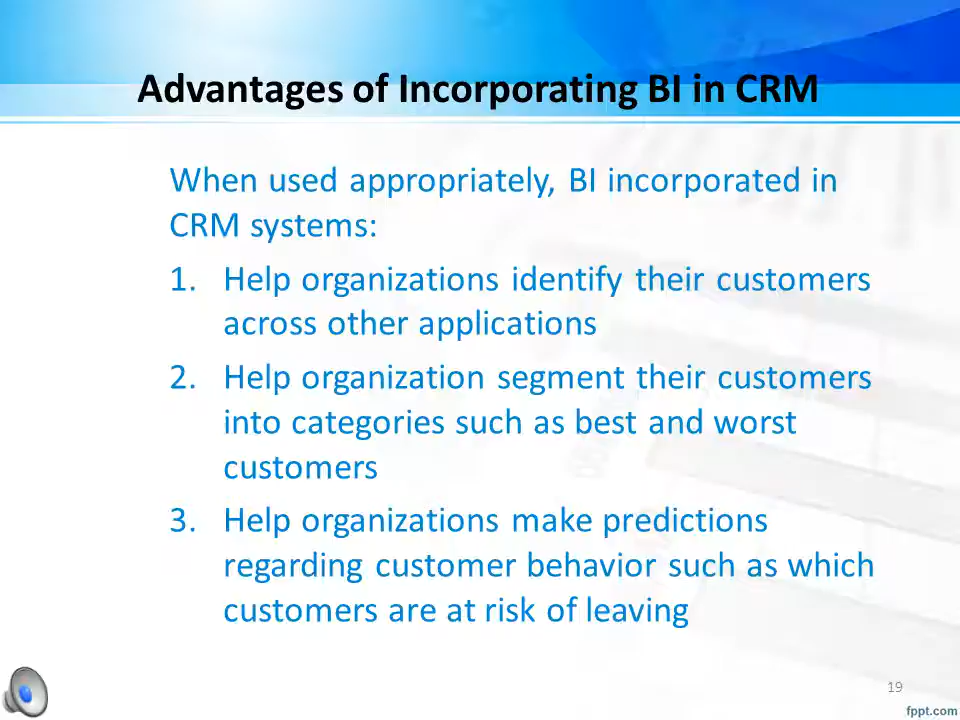 Advantages of Incorporating BI in CRM
When used appropriately, BI incorporated in
CRM systems:
1. Help organizations identify their customers
across other applications
2. Help organization segment their customers
into categories such as best and worst
customers
3. Help organizations make predictions
regarding customer behavior such as which
customers are at risk of leaving
19
fppt.com